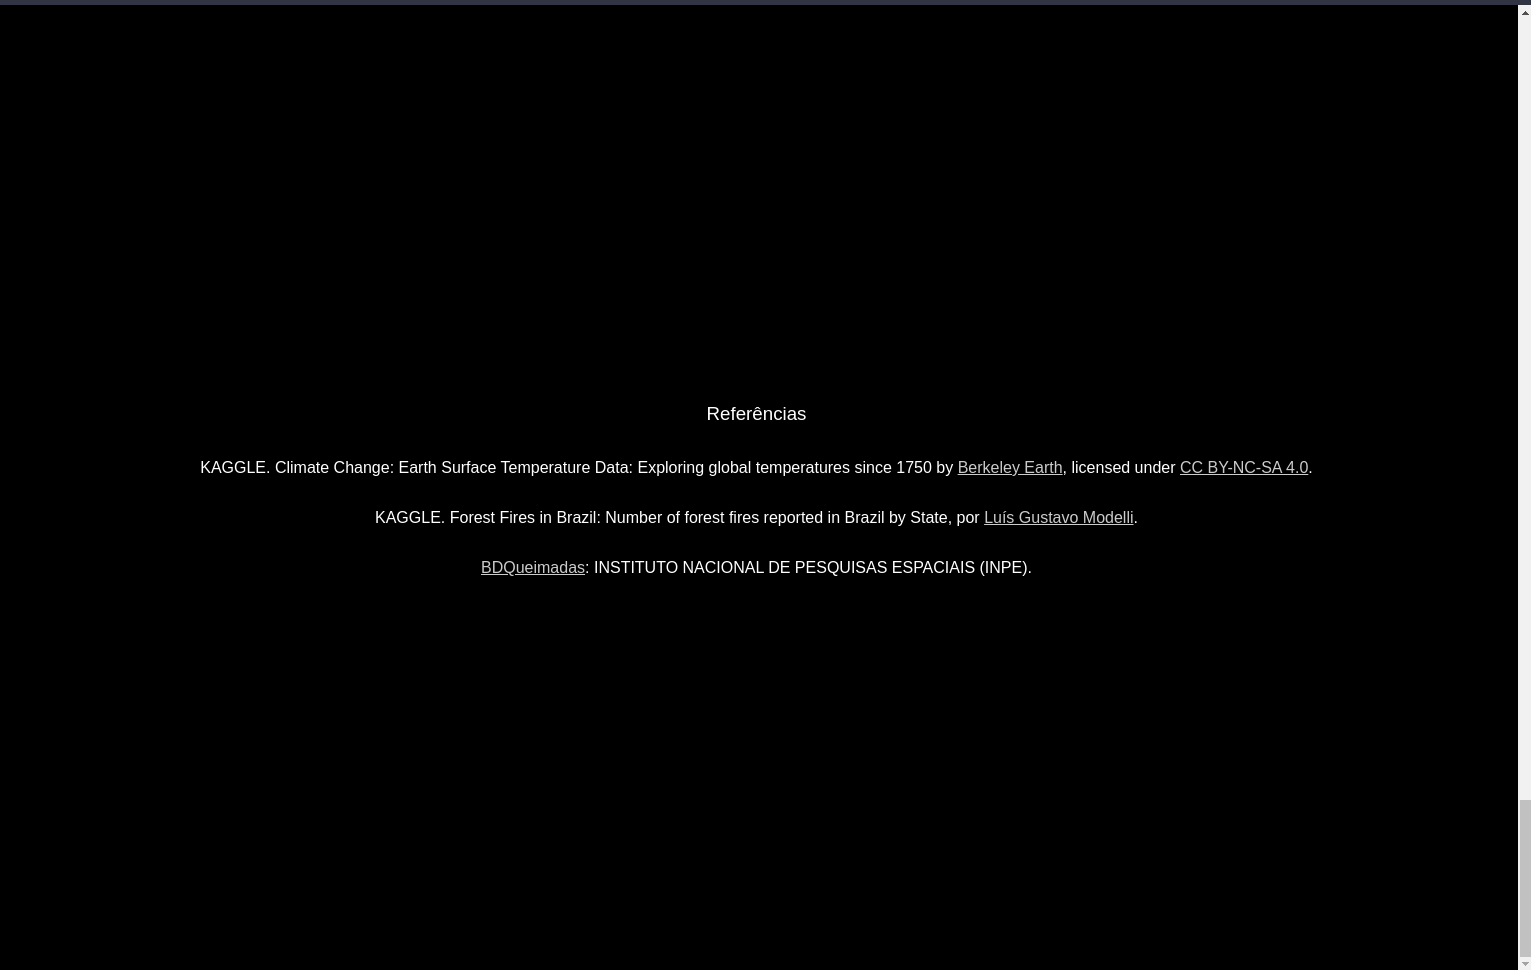 Referências
KAGGLE. Climate Change: Earth Surface Temperature Data: Exploring global temperatures since 1750 by Berkeley Earth, licensed under CC BY-NC-SA 4.0.
KAGGLE. Forest Fires in Brazil: Number of forest fires reported in Brazil by State, por Luís Gustavo Modelli.
BDQueimadas: INSTITUTO NACIONAL DE PESQUISAS ESPACIAIS (INPE).